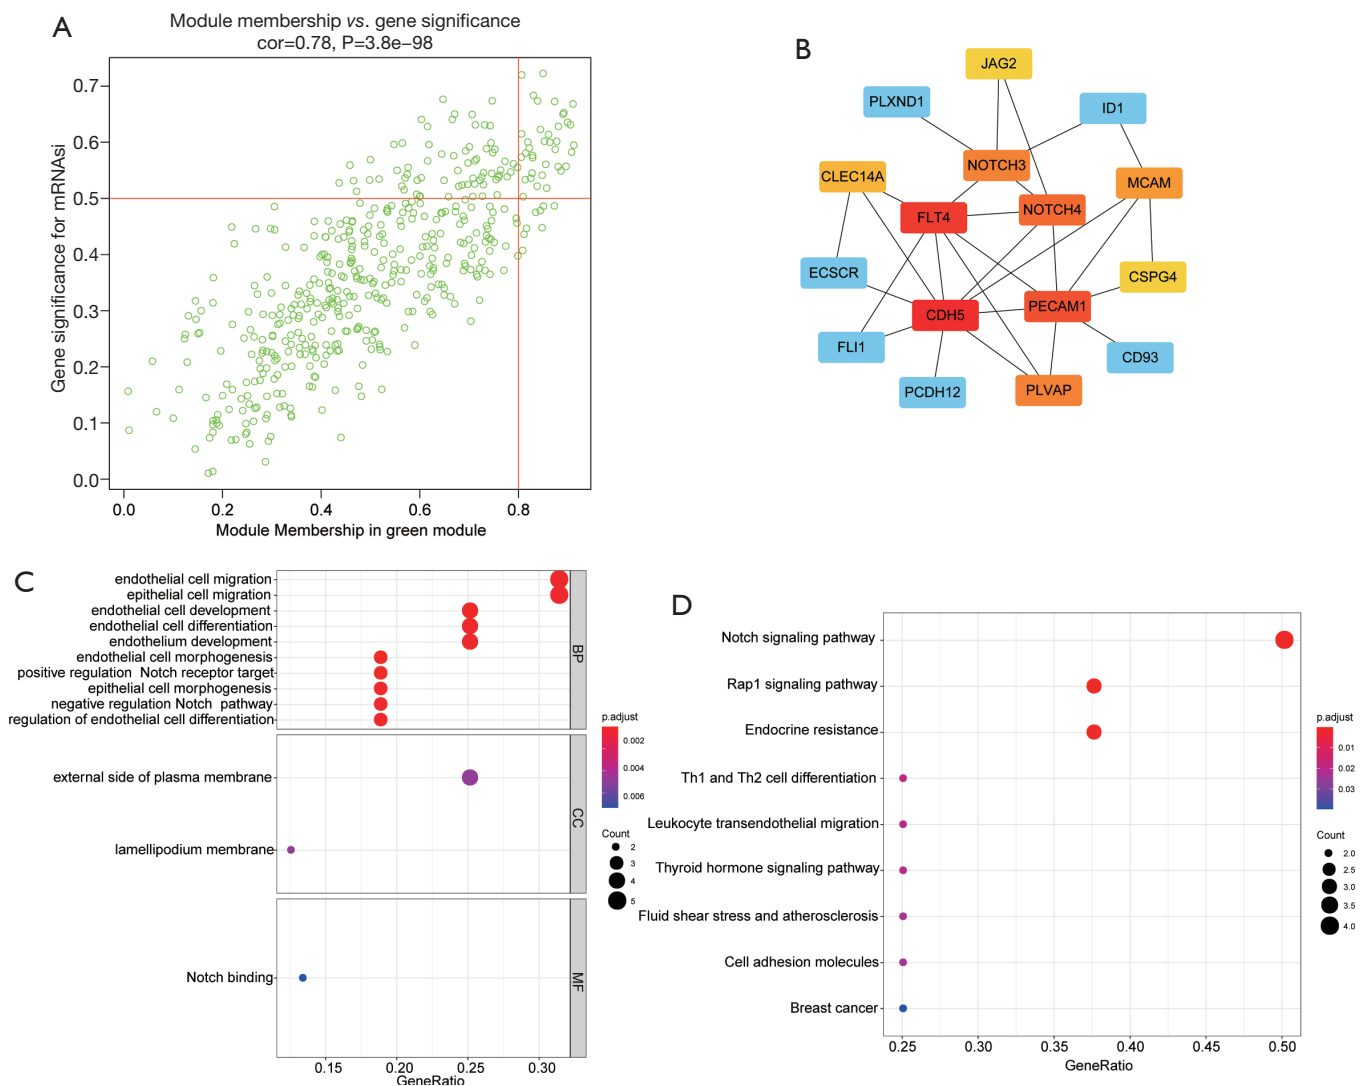 A
Module membership vs. gene significance
cor=0.78, P=3.8e−98
Gene significance for mRNAsi
0.7
0.6
0.5
0.4
0.3
0.2
0.1
0.0
0.0 0.2 0.4 0.6 0.8
Module Membership in green module
B
JAG2
PLXND1
ID1
NOTCH3
CLEC14A
MCAM
FLT4
NOTCH4
ECSCR
CSPG4
CDH5
PECAM1
FLI1
CD93
PCDH12
PLVAP
C
endothelial cell migration
epithelial cell migration
endothelial cell development
endothelial cell differentiation
endothelium development
endothelial cell morphogenesis
positive regulation Notch receptor target
epithelial cell morphogenesis
negative regulation Notch pathway
regulation of endothelial cell differentiation
BP
external side of plasma membrane
lamellipodium membrane
CC
Notch binding
MF
0.15 0.20 0.25 0.30
GeneRatio
p.adjust
0.002
0.004
0.006
Count
2
3
4
5
D
Notch signaling pathway
Rap1 signaling pathway
Endocrine resistance
Th1 and Th2 cell differentiation
Leukocyte transendothelial migration
Thyroid hormone signaling pathway
Fluid shear stress and atherosclerosis
Cell adhesion molecules
Breast cancer
0.25 0.30 0.35 0.40 0.45 0.50
GeneRatio
p.adjust
0.01
0.02
0.03
Count
2.0
2.5
3.0
3.5
4.0